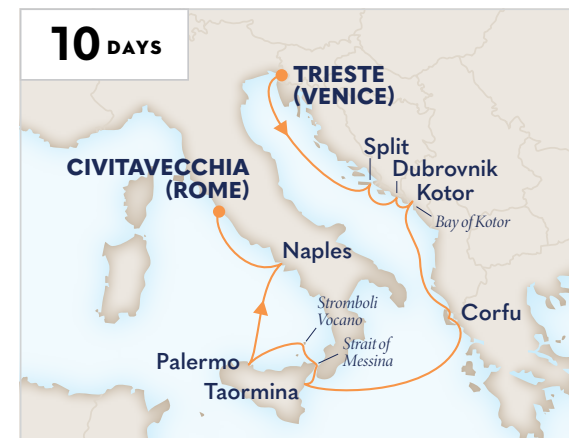 10 DAYS
TRIESTE
(VENICE)
Split
Dubrovnik
Kotor
Bay of Kotor
CIVITAVECCHIA
(ROME)
Naples
Stromboli
Vocano
Strait of
Messina
Corfu
Palermo
Taormina